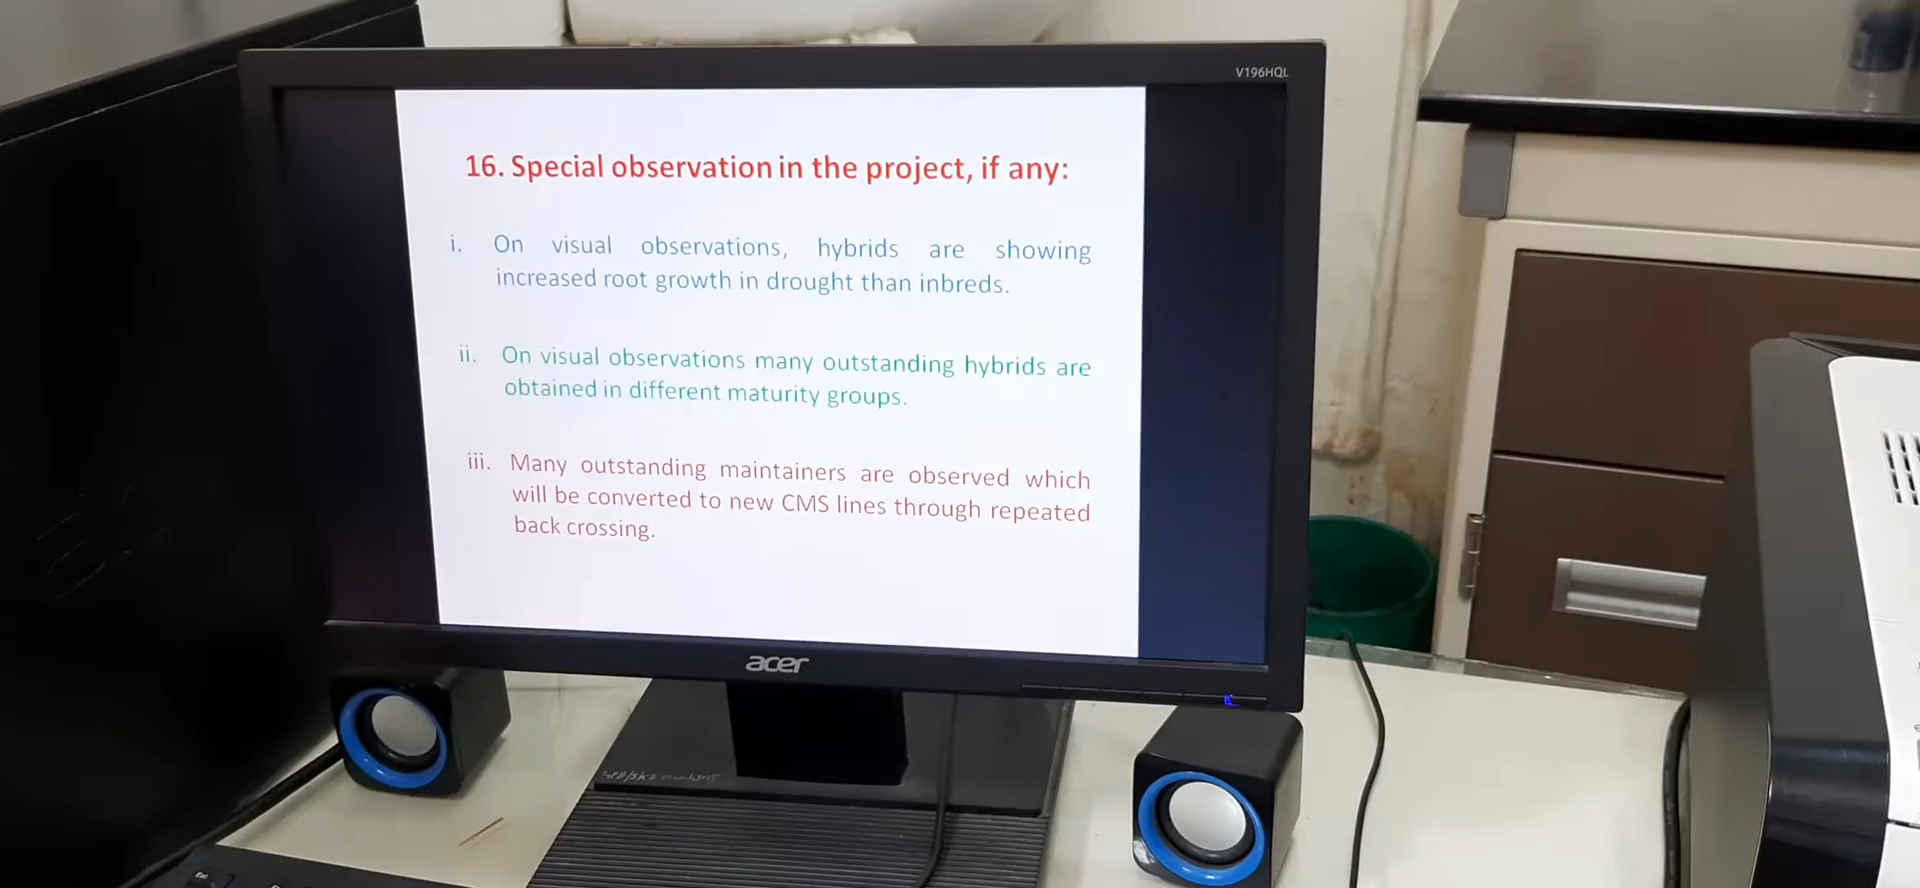 V196HQL
16. Special observation in the project, if any:
i. On visual observations, hybrids are showing
increased root growth in drought than inbreds.
ii. On visual observations many outstanding hybrids are
obtained in different maturity groups.
iii. Many outstanding maintainers are observed which
will be converted to new CMS lines through repeated
back crossing.
acer
Esc